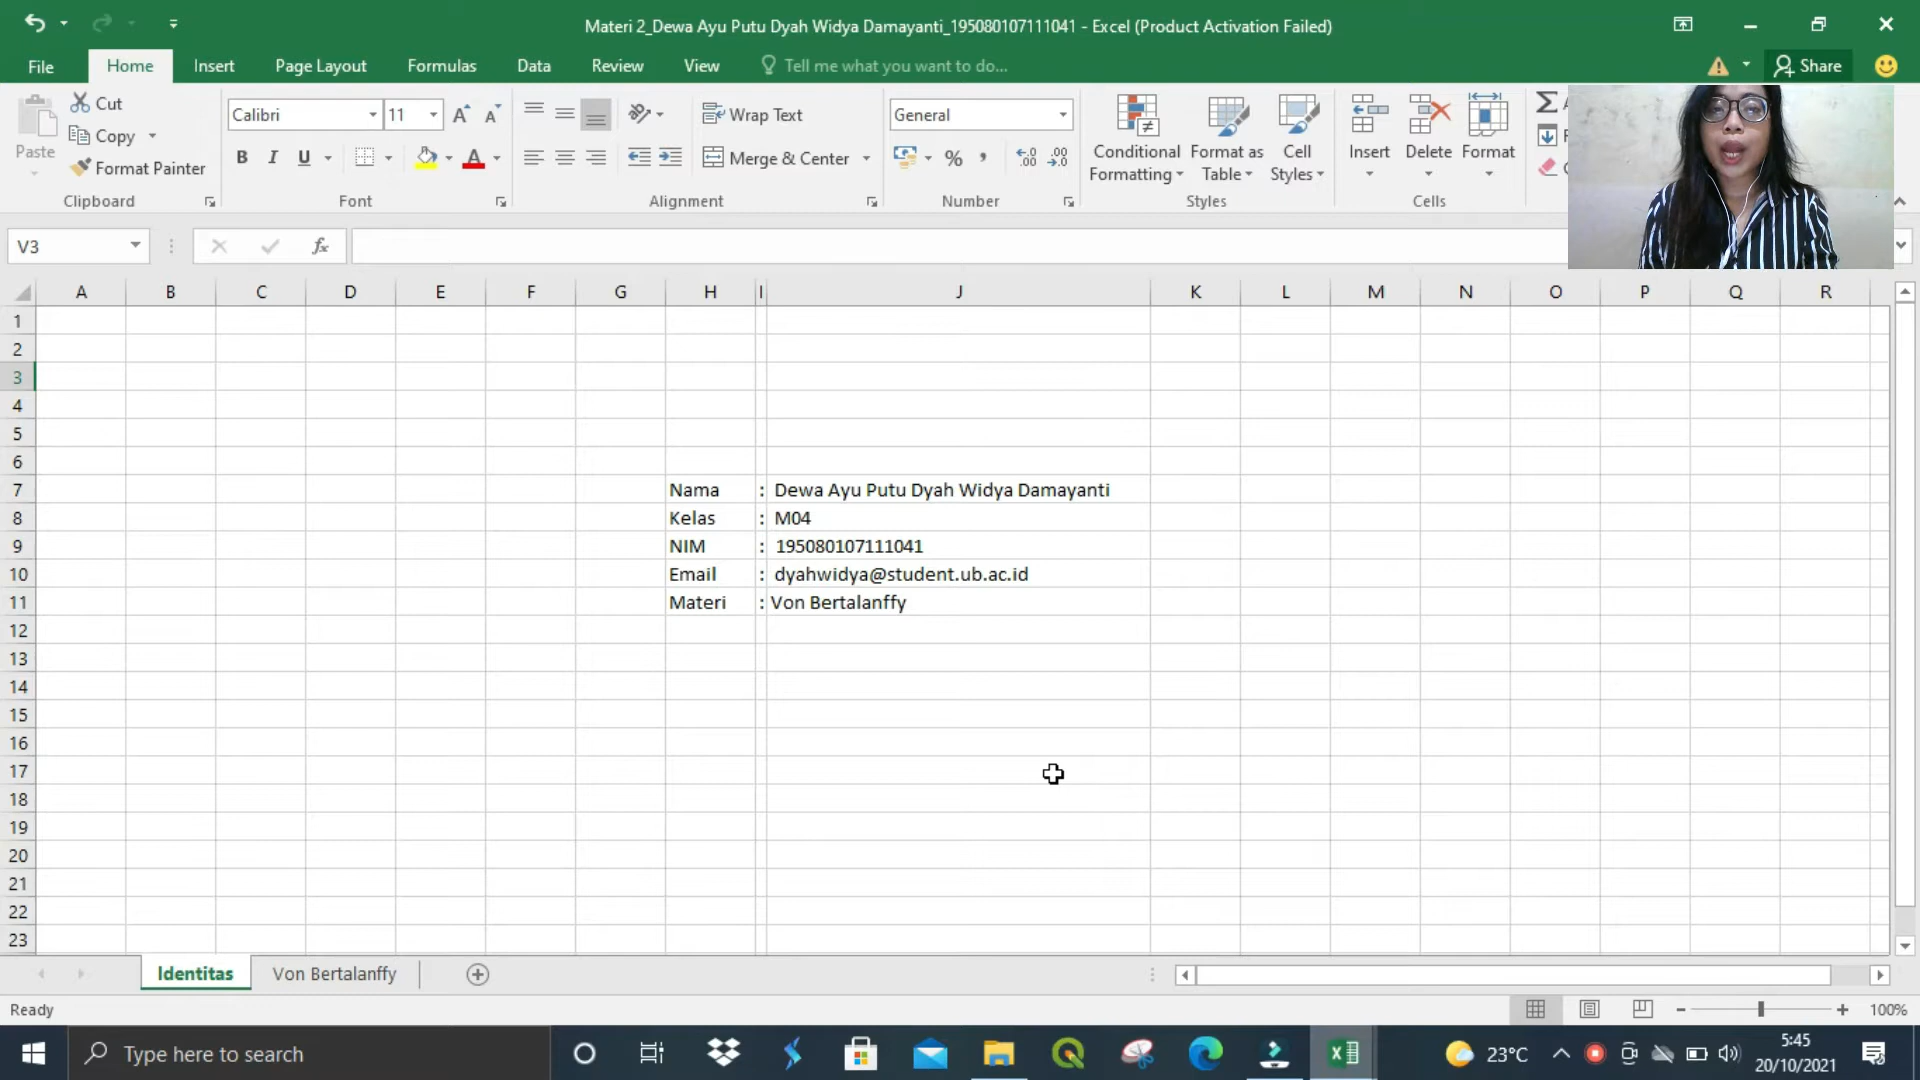 Materi 2_Dewa Ayu Putu Dyah Widya Damayanti_195080107111041 - Excel (Product Activation Failed)
File Home Insert Page Layout Formulas Data Review View Tell me what you want to do... Share
Paste Cut Copy Format Painter
Calibri 11 Wrap Text General
B I U A Merge & Center % Conditional Formatting Format as Table Cell Styles Insert Delete Format
Clipboard Font Alignment Number Styles Cells
V3 fx
A B C D E F G H I J K L M N O P Q R
1
2
3
4
5
6
7 Nama : Dewa Ayu Putu Dyah Widya Damayanti
8 Kelas : M04
9 NIM : 195080107111041
10 Email : dyahwidya@student.ub.ac.id
11 Materi : Von Bertalanffy
12
13
14
15
16
17
18
19
20
21
22
23
Identitas Von Bertalanffy
Ready 100%
Type here to search 23°C 5:45
20/10/2021